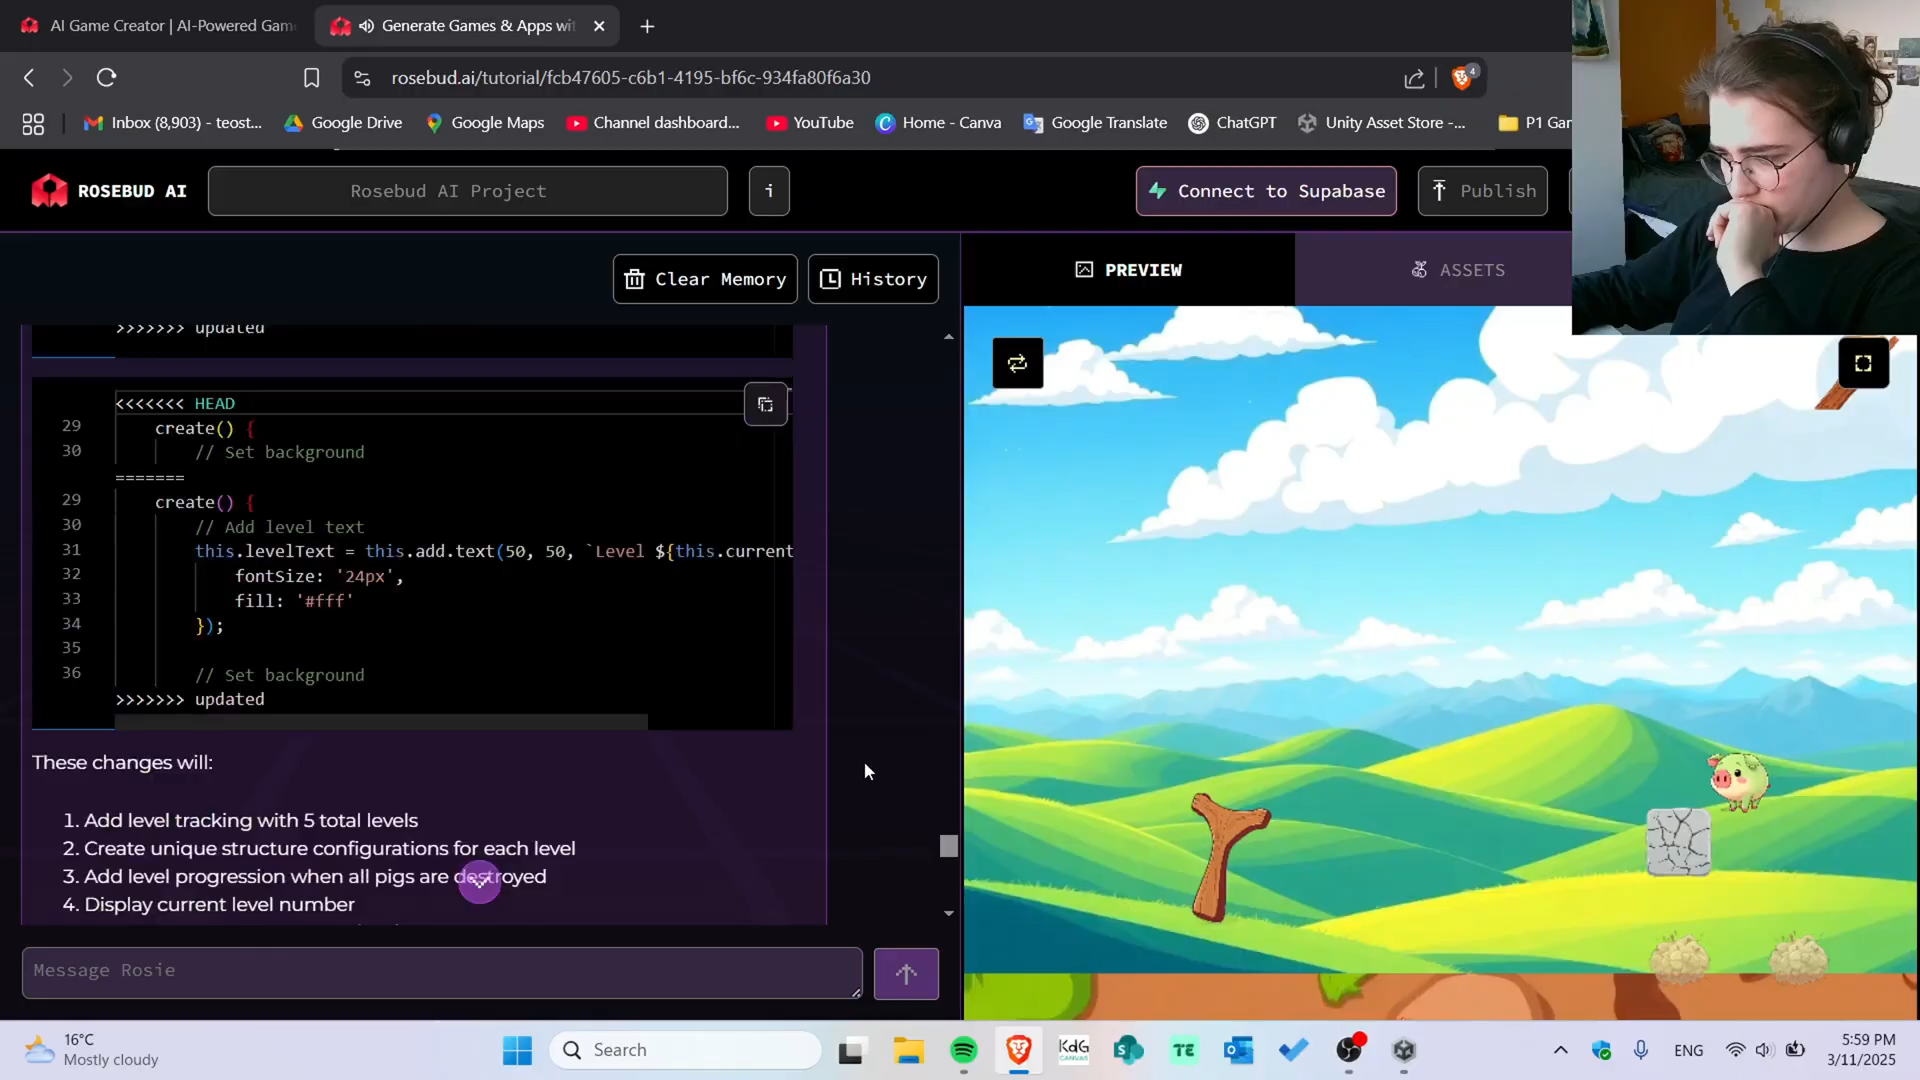 AI Game Creator | AI-Powered Gam
Generate Games & Apps wit
rosebud.ai/tutorial/fcb47605-c6b1-4195-bf6c-934fa80f6a30
4
Inbox (8,903) - teost...
Google Drive
Google Maps
Channel dashboard...
YouTube
Home - Canva
Google Translate
ChatGPT
Unity Asset Store -...
P1 Gar
ROSEBUD AI
Rosebud AI Project
i
Connect to Supabase
Publish
Clear Memory
History
PREVIEW
ASSETS
>>>>>>> updated
<<<<<<< HEAD
29 create() {
30 // Set background
=======
29 create() {
30 // Add level text
31 this.levelText = this.add.text(50, 50, `Level ${this.current
32 fontSize: '24px',
33 fill: '#fff'
34 });
35
36 // Set background
>>>>>>> updated
These changes will:
1. Add level tracking with 5 total levels
2. Create unique structure configurations for each level
3. Add level progression when all pigs are destroyed
4. Display current level number
Message Rosie
16°C
Mostly cloudy
Search
KdG
CANVAS
TE
ENG
5:59 PM
3/11/2025